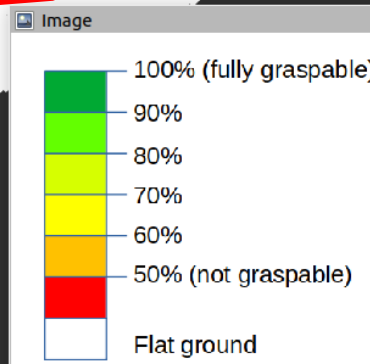 Image
100% (fully graspable)
90%
80%
70%
60%
50% (not graspable)
Flat ground